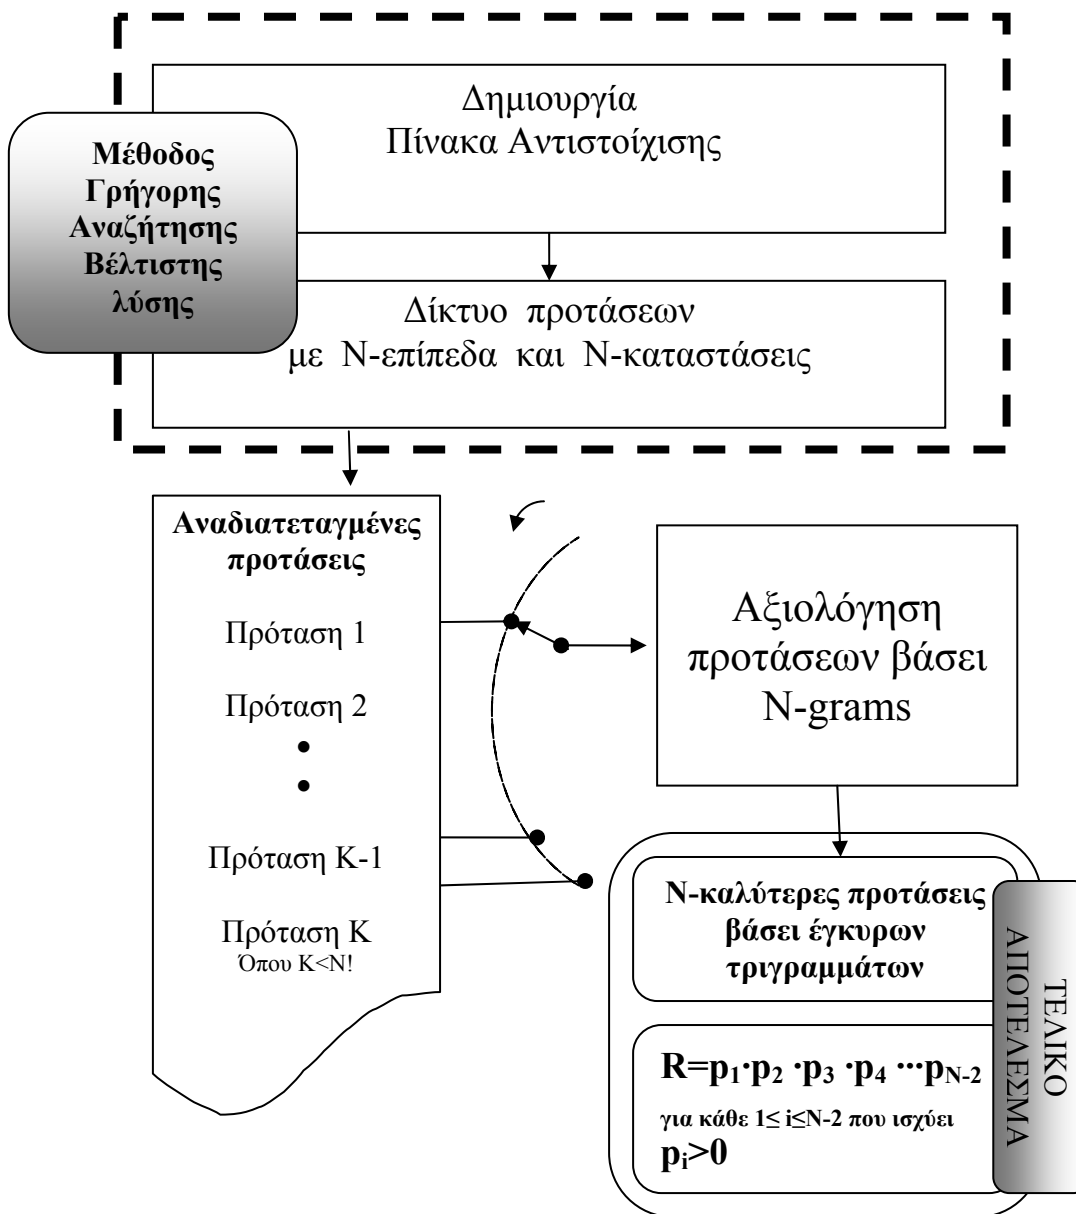 Δημιουργία
Πίνακα Αντιστοίχισης
Μέθοδος
Γρήγορης
Αναζήτησης
Βέλτιστης
λύσης
Δίκτυο προτάσεων
με Ν-επίπεδα και Ν-καταστάσεις
Αναδιατεταγμένες
προτάσεις
Πρόταση 1
Πρόταση 2
Πρόταση Κ-1
Πρόταση Κ
Όπου Κ<Ν!
Αξιολόγηση
προτάσεων βάσει
N-grams
Ν-καλύτερες προτάσεις
βάσει έγκυρων
τριγραμμάτων
R=p₁·p₂ ·p₃ ·p₄ ···p_{N-2}
για κάθε 1≤ i≤N-2 που ισχύει
pᵢ>0
ΤΕΛΙΚΟ
ΑΠΟΤΕΛΕΣΜΑ